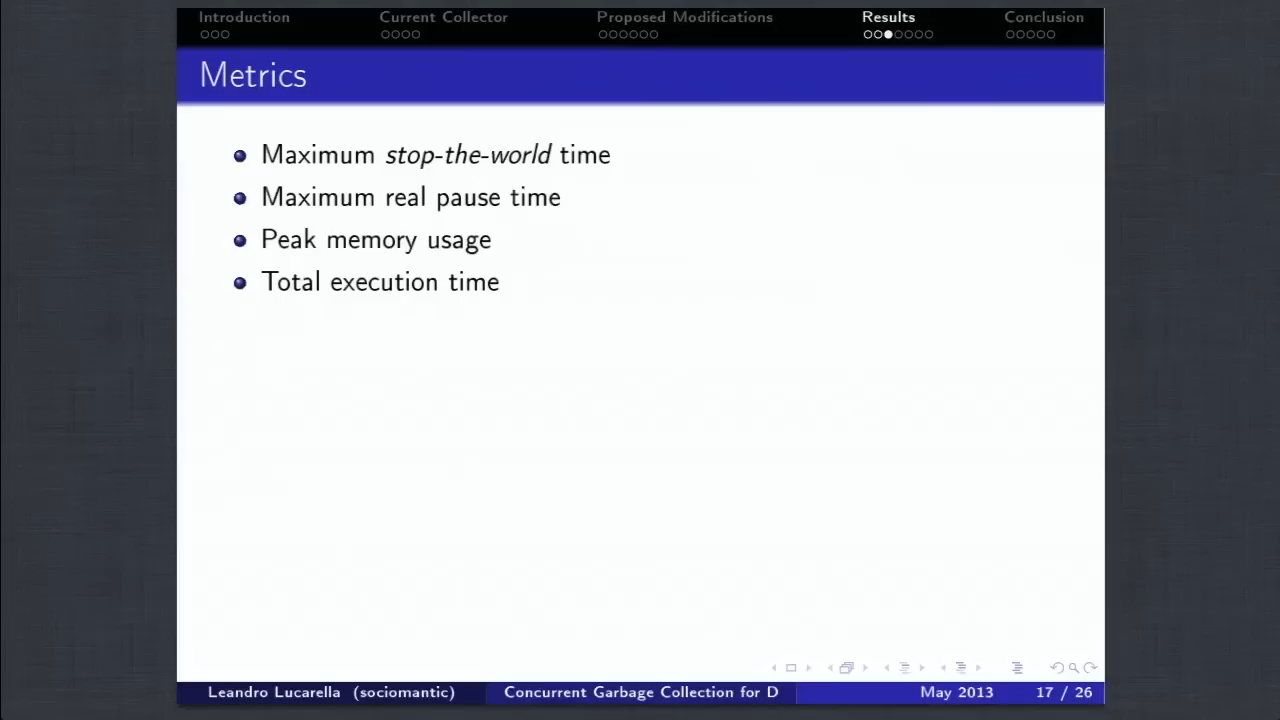 Introduction Current Collector Proposed Modifications Results Conclusion
Metrics
Maximum stop-the-world time
Maximum real pause time
Peak memory usage
Total execution time
Leandro Lucarella (sociomantic) Concurrent Garbage Collection for D May 2013 17 / 26